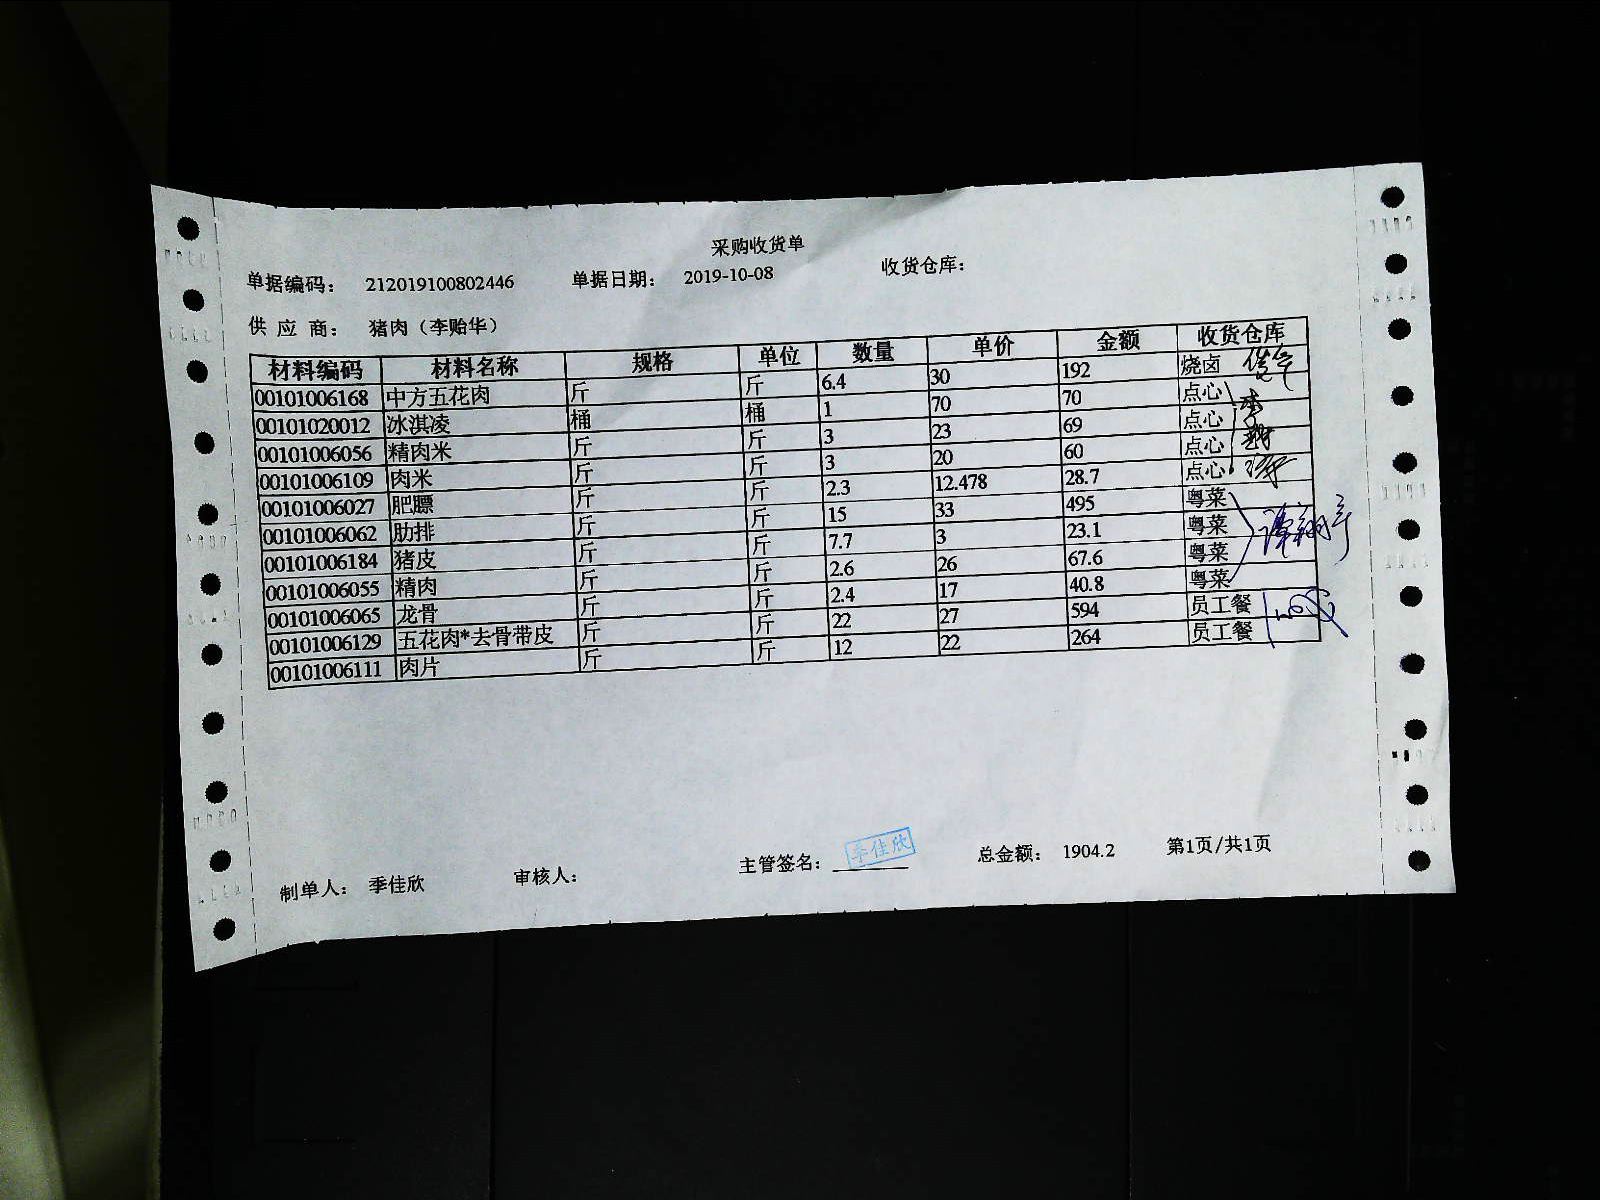 采购收货单
单据编码： 212019100802446 单据日期： 2019-10-08 收货仓库：
供 应 商： 猪肉（李贻华）
材料编码 材料名称 规格 单位 数量 单价 金额 收货仓库
00101006168 中方五花肉 斤 斤 6.4 30 192 烧卤
00101020012 冰淇凌 桶 桶 1 70 70 点心
00101006056 精肉米 斤 斤 3 23 69 点心
00101006109 肉米 斤 斤 3 20 60 点心
00101006027 肥膘 斤 斤 2.3 12.478 28.7 点心
00101006062 肋排 斤 斤 15 33 495 粤菜
00101006184 猪皮 斤 斤 7.7 3 23.1 粤菜
00101006055 精肉 斤 斤 2.6 26 67.6 粤菜
00101006065 龙骨 斤 斤 2.4 17 40.8 粤菜
00101006129 五花肉*去骨带皮 斤 斤 22 27 594 员工餐
00101006111 肉片 斤 斤 12 22 264 员工餐
制单人： 季佳欣 审核人： 主管签名： 季佳欣 总金额： 1904.2 第1页/共1页